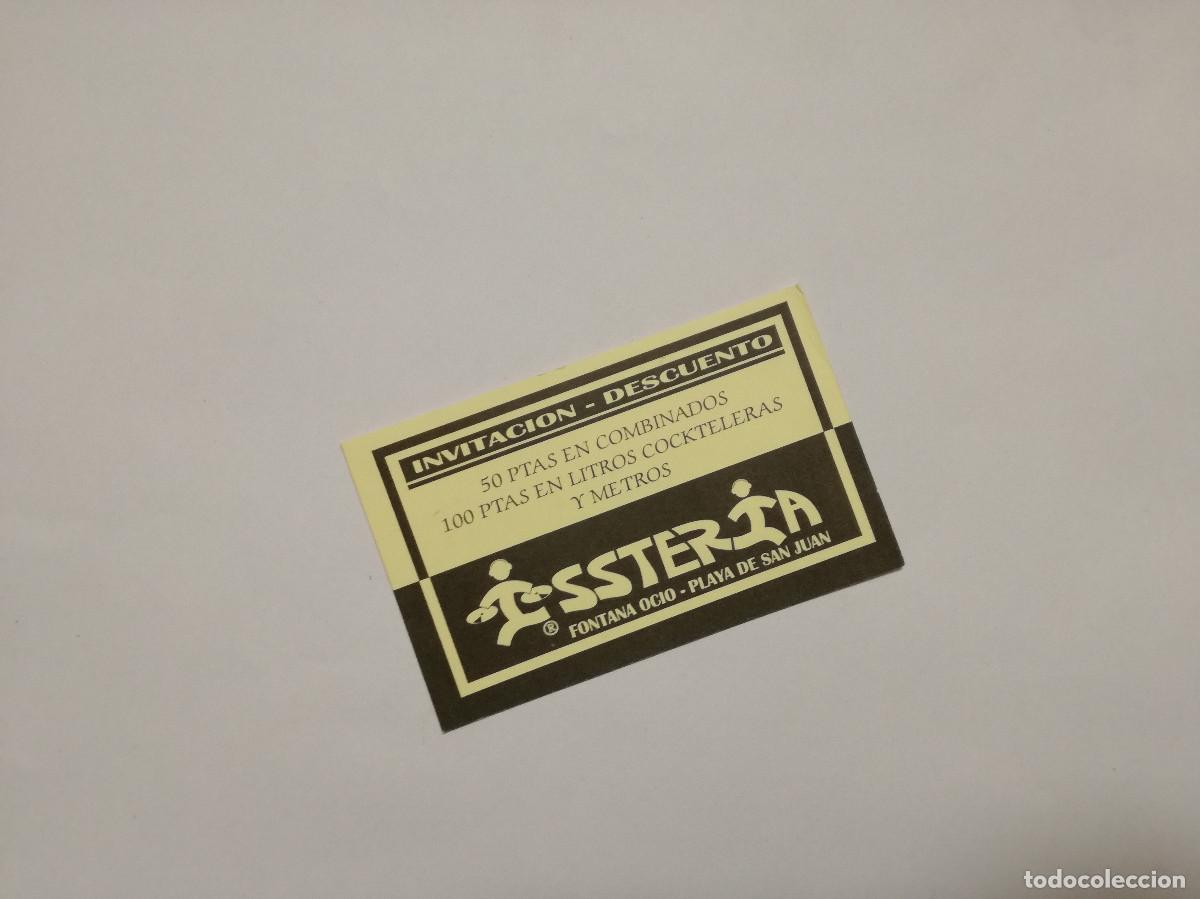 INVITACION - DESCUENTO
50 PTAS EN COMBINADOS
100 PTAS EN LITROS COCKTELERAS
Y METROS
ESSTERIA
® FONTANA OCIO - PLAYA DE SAN JUAN
todocoleccion